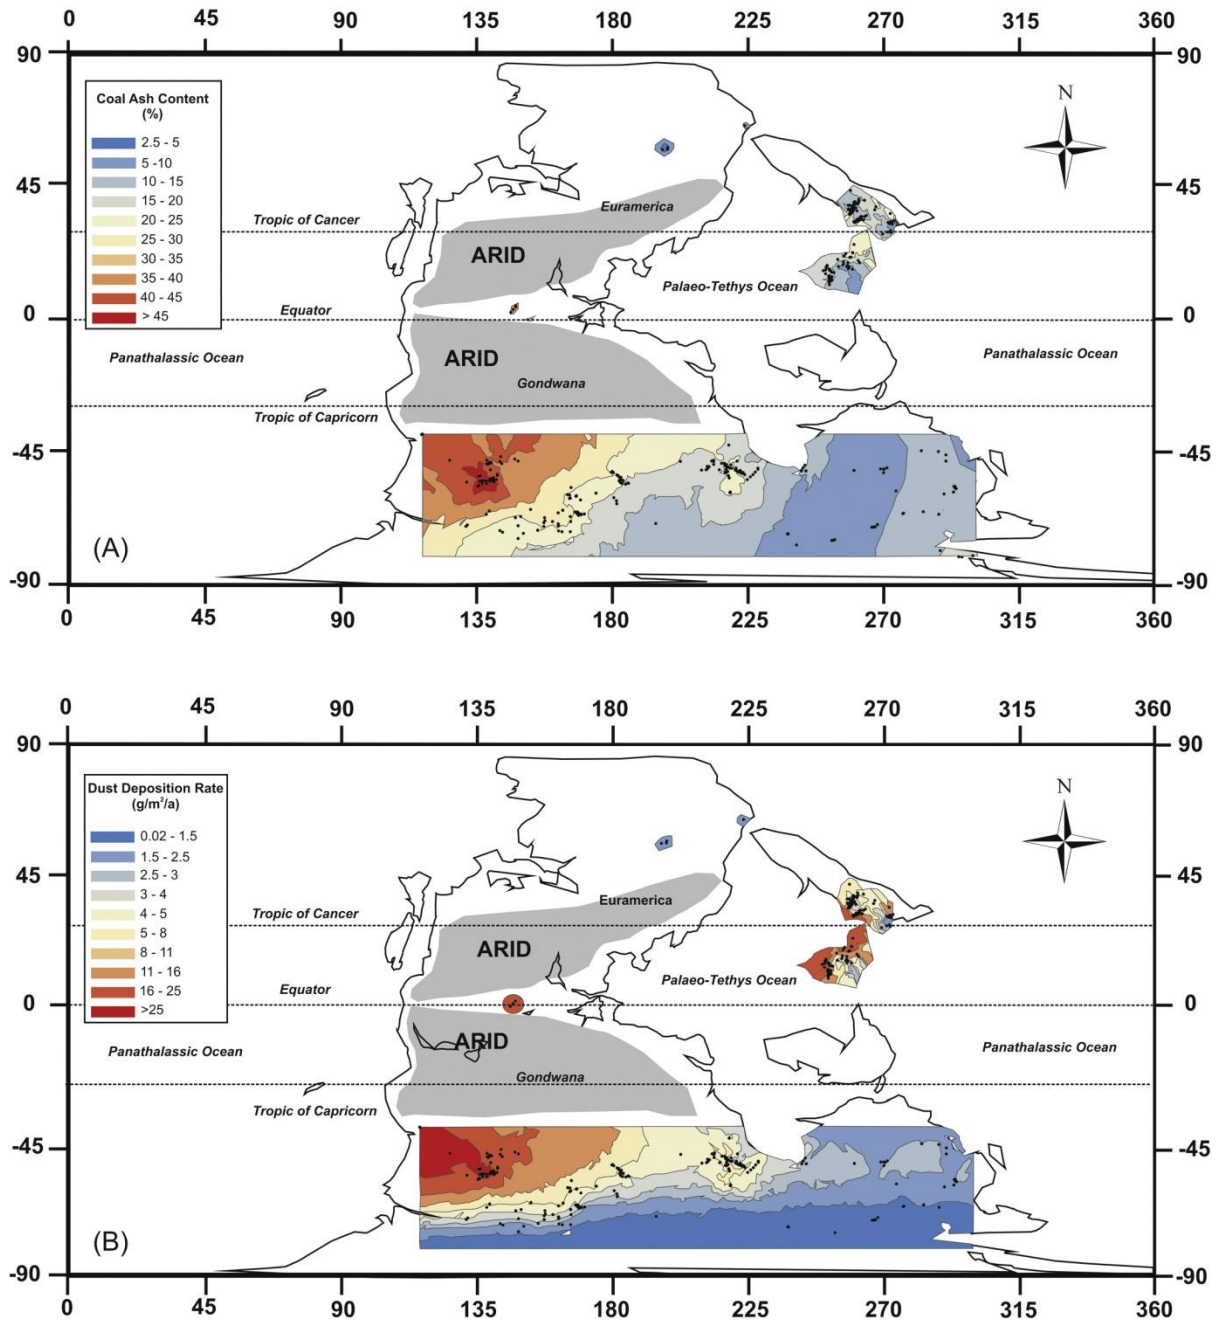 0 45 90 135 180 225 270 315 360
90 90
Coal Ash Content
(%)
2.5 - 5
5 -10
10 - 15
15 - 20
20 - 25
25 - 30
30 - 35
35 - 40
40 - 45
> 45
N
45 45
Euramerica
Tropic of Cancer
ARID
Palaeo-Tethys Ocean
Equator
0 0
Panathalassic Ocean
ARID
Panathalassic Ocean
Gondwana
Tropic of Capricorn
-45 -45
(A)
-90 -90
0 45 90 135 180 225 270 315 360
0 45 90 135 180 225 270 315 360
90 90
Dust Deposition Rate
(g/m²/a)
0.02 - 1.5
1.5 - 2.5
2.5 - 3
3 - 4
4 - 5
5 - 8
8 - 11
11 - 16
16 - 25
>25
N
45 45
Euramerica
Tropic of Cancer
ARID
Palaeo-Tethys Ocean
Equator
0 0
Panathalassic Ocean
ARID
Panathalassic Ocean
Gondwana
Tropic of Capricorn
-45 -45
(B)
-90 -90
0 45 90 135 180 225 270 315 360